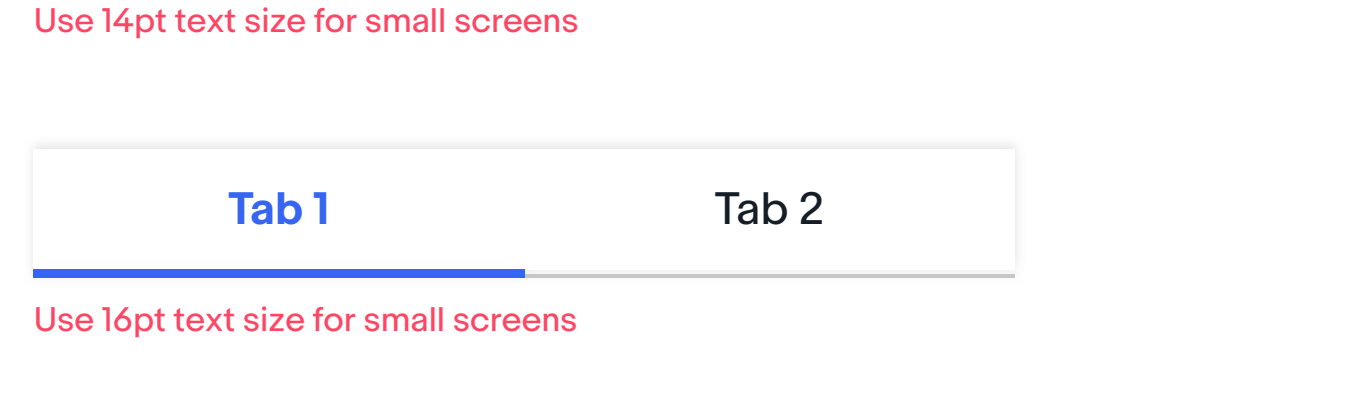 Use 14pt text size for small screens
Tab 1 Tab 2
Use 16pt text size for small screens